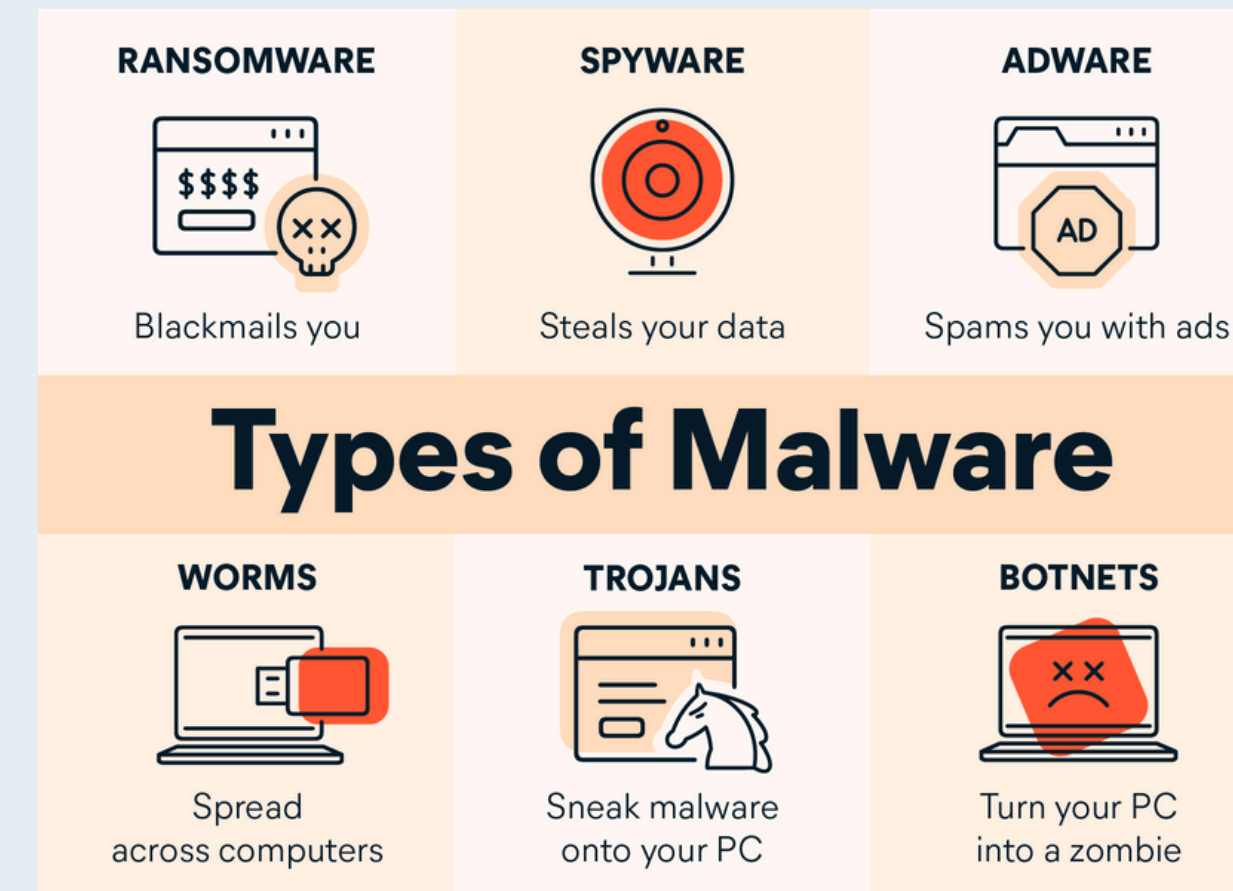 RANSOMWARE
SPYWARE
ADWARE
$$$$
AD
Blackmails you
Steals your data
Spams you with ads
Types of Malware
WORMS
TROJANS
BOTNETS
Spread
across computers
Sneak malware
onto your PC
Turn your PC
into a zombie